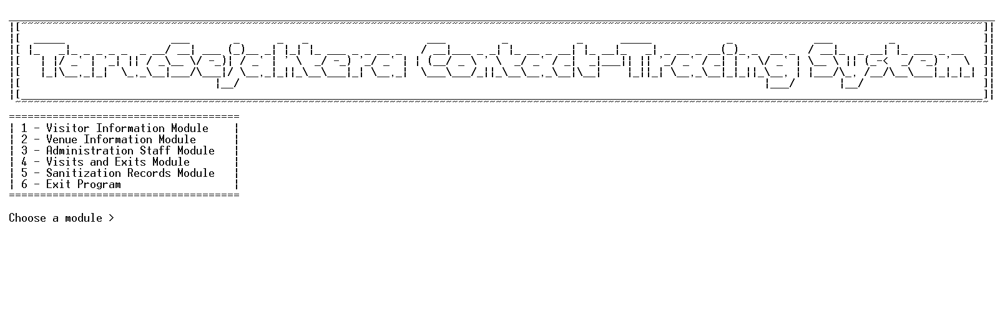 TarucSejahtera Contact-Tracing System
1 - Visitor Information Module
2 - Venue Information Module
3 - Administration Staff Module
4 - Visits and Exits Module
5 - Sanitization Records Module
6 - Exit Program
Choose a module >